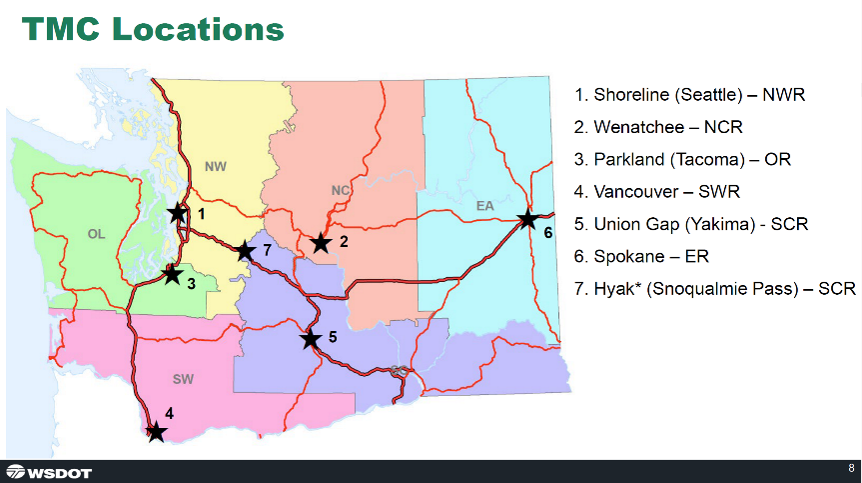 TMC Locations
1. Shoreline (Seattle) – NWR
2. Wenatchee – NCR
3. Parkland (Tacoma) – OR
4. Vancouver – SWR
5. Union Gap (Yakima) - SCR
6. Spokane – ER
7. Hyak* (Snoqualmie Pass) – SCR
NW
NC
EA
OL
1
2
6
7
3
5
SW
4
WSDOT
8